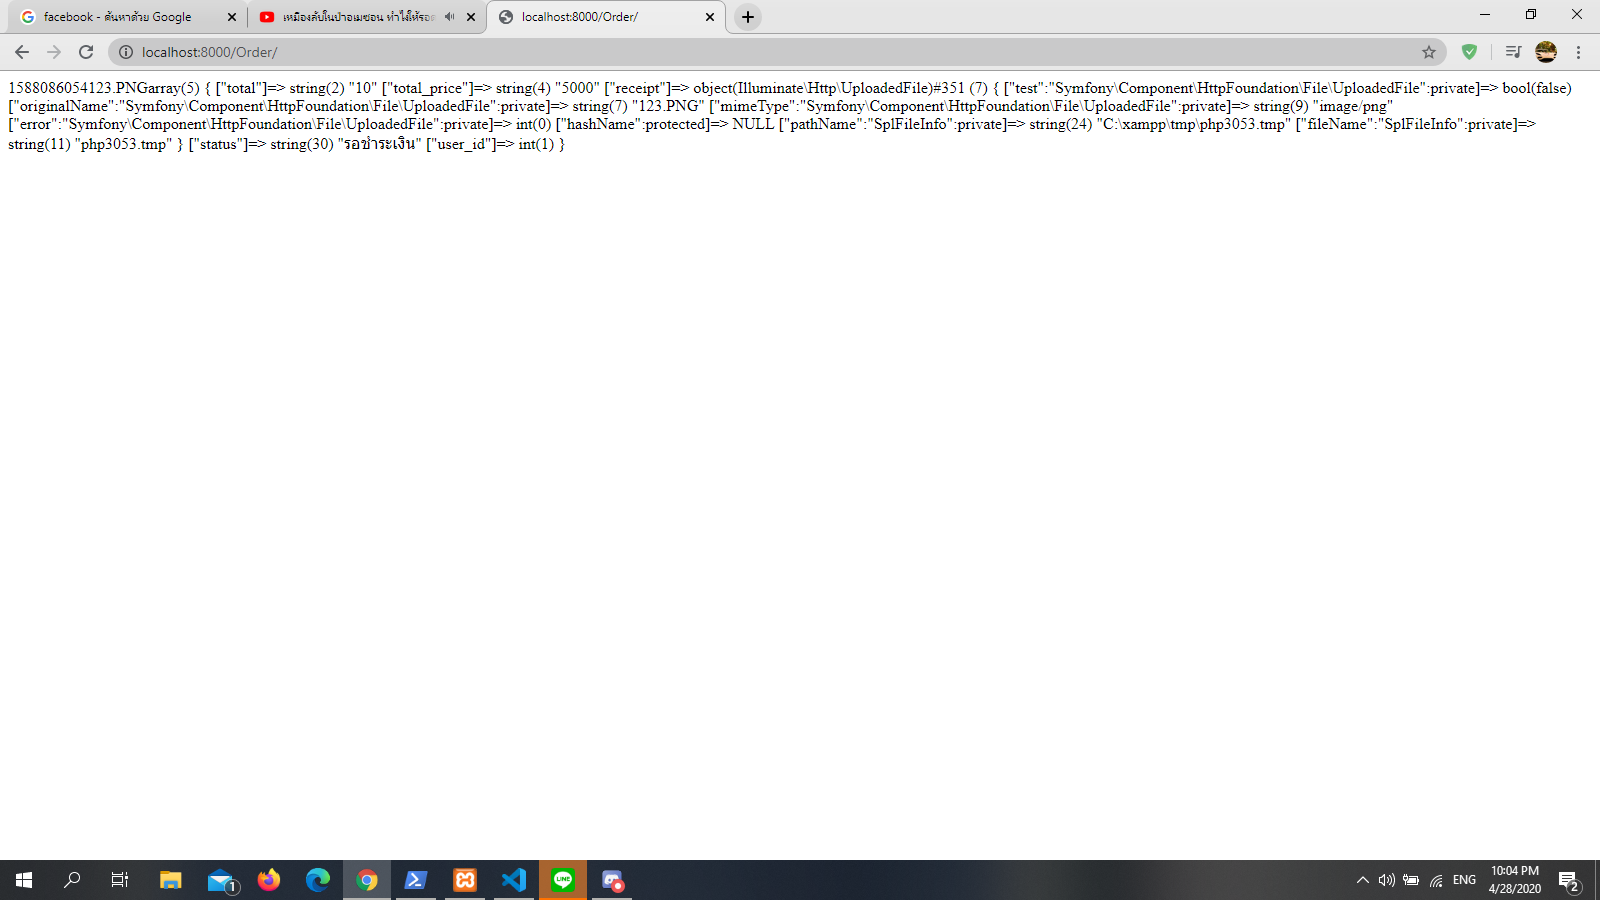 facebook - ค้นหาด้วย Google
เหมืองลับในป่าอเมซอน ทำไงให้รอด
localhost:8000/Order/
localhost:8000/Order/
1588086054123.PNGarray(5) { ["total"]=> string(2) "10" ["total_price"]=> string(4) "5000" ["receipt"]=> object(Illuminate\Http\UploadedFile)#351 (7) { ["test":"Symfony\Component\HttpFoundation\File\UploadedFile":private]=> bool(false)
["originalName":"Symfony\Component\HttpFoundation\File\UploadedFile":private]=> string(7) "123.PNG" ["mimeType":"Symfony\Component\HttpFoundation\File\UploadedFile":private]=> string(9) "image/png"
["error":"Symfony\Component\HttpFoundation\File\UploadedFile":private]=> int(0) ["hashName":protected]=> NULL ["pathName":"SplFileInfo":private]=> string(24) "C:\xampp\tmp\php3053.tmp" ["fileName":"SplFileInfo":private]=>
string(11) "php3053.tmp" } ["status"]=> string(30) "รอชำระเงิน" ["user_id"]=> int(1) }
1
LINE
ENG
10:04 PM
4/28/2020
2